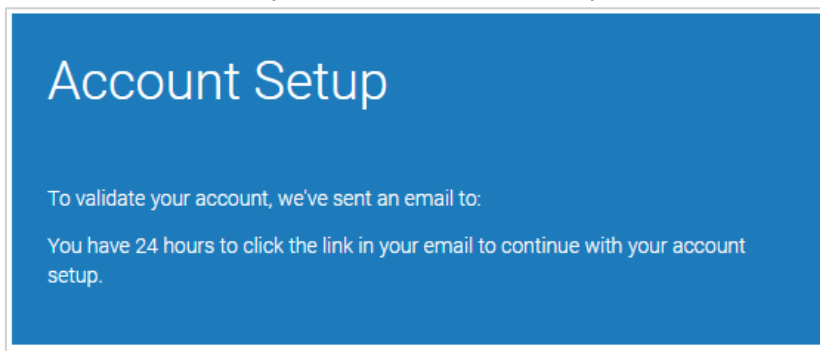 Account Setup
To validate your account, we've sent an email to:
You have 24 hours to click the link in your email to continue with your account
setup.